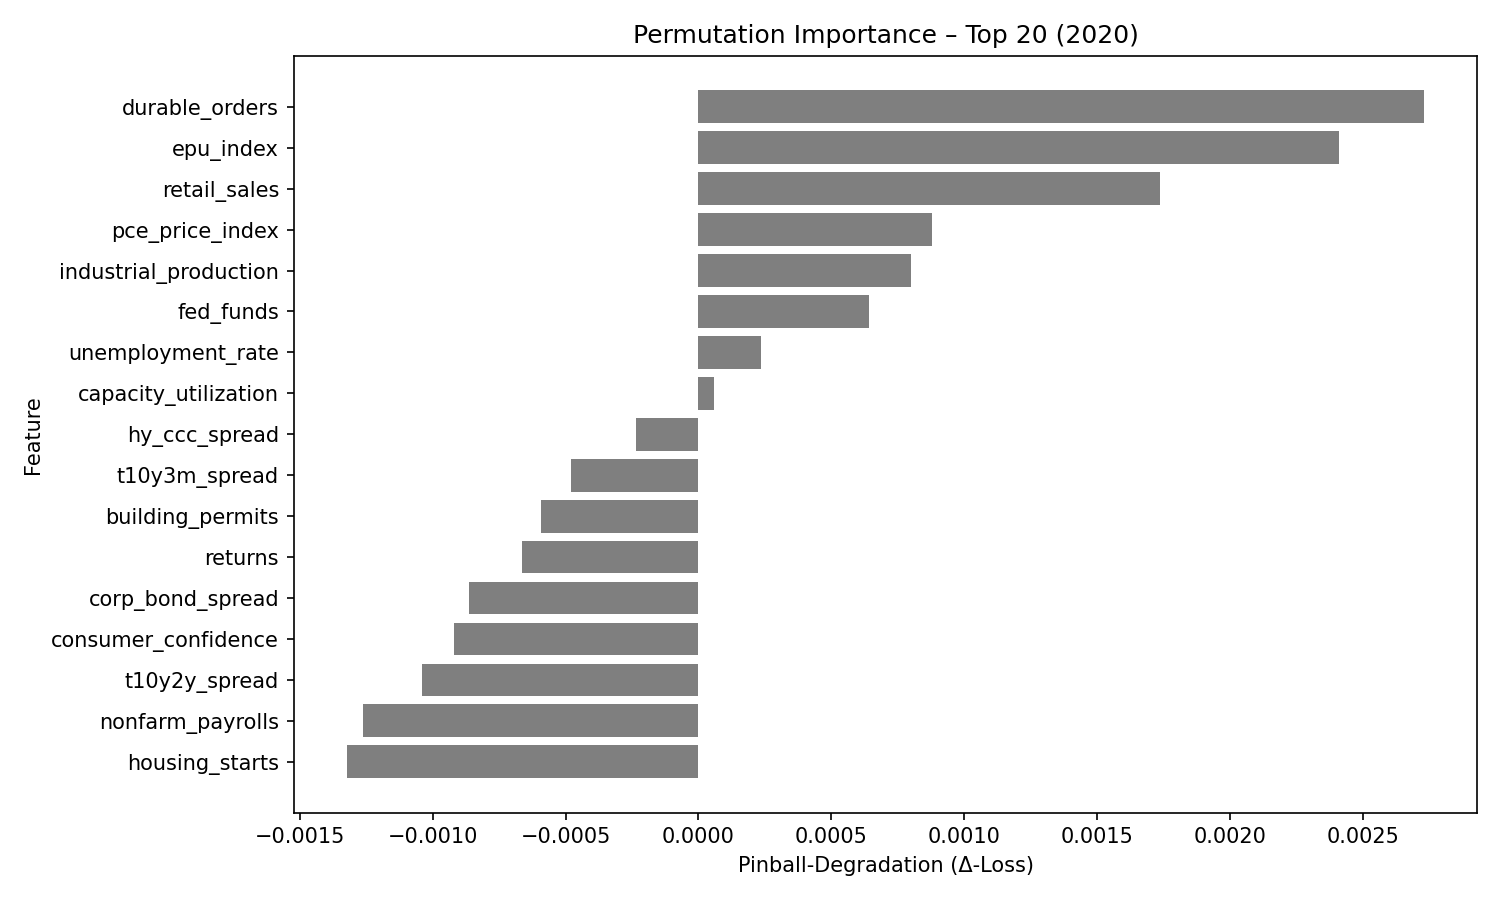 Permutation Importance – Top 20 (2020)
durable_orders
epu_index
retail_sales
pce_price_index
industrial_production
fed_funds
unemployment_rate
capacity_utilization
hy_ccc_spread
t10y3m_spread
building_permits
returns
corp_bond_spread
consumer_confidence
t10y2y_spread
nonfarm_payrolls
housing_starts
Feature
−0.0015 −0.0010 −0.0005 0.0000 0.0005 0.0010 0.0015 0.0020 0.0025
Pinball-Degradation (Δ-Loss)